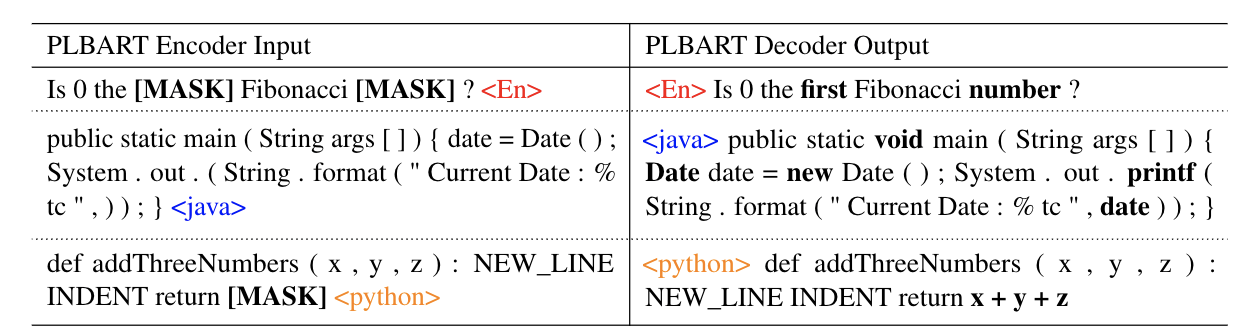 PLBART Encoder Input
PLBART Decoder Output
Is 0 the [MASK] Fibonacci [MASK] ? <En>
<En> Is 0 the first Fibonacci number ?
public static main ( String args [ ] ) { date = Date ( ) ;
System . out . ( String . format ( " Current Date : %
tc " , ) ) ; } <java>
<java> public static void main ( String args [ ] ) {
Date date = new Date ( ) ; System . out . printf (
String . format ( " Current Date : % tc " , date ) ) ; }
def addThreeNumbers ( x , y , z ) : NEW_LINE
INDENT return [MASK] <python>
<python> def addThreeNumbers ( x , y , z ) :
NEW_LINE INDENT return x + y + z